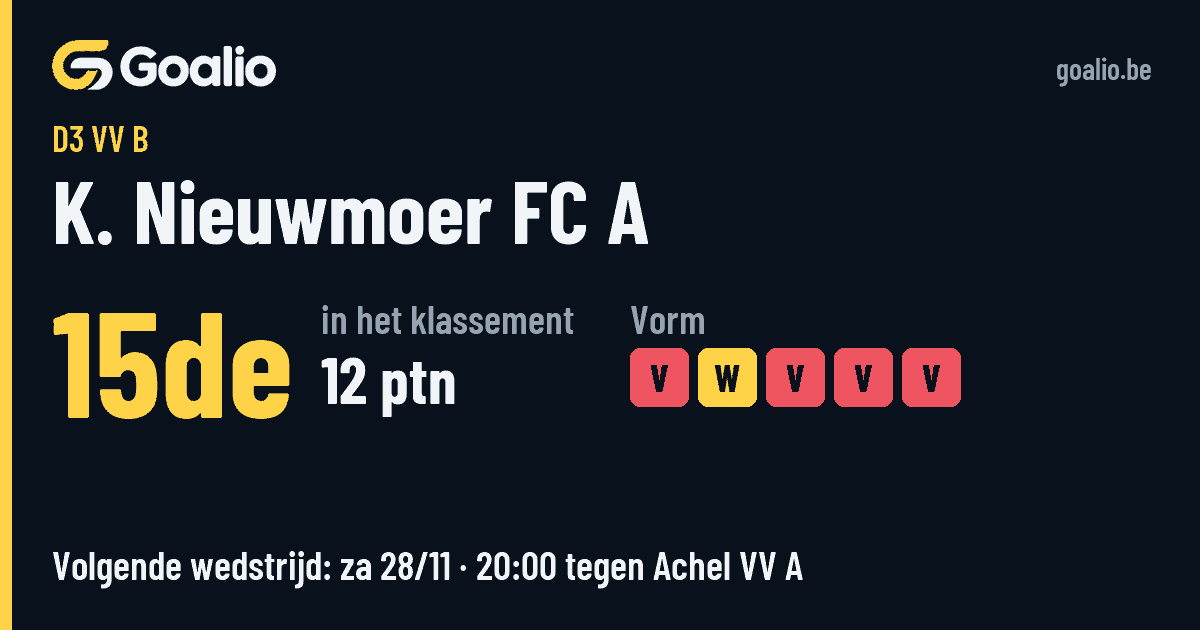 Goalio
goalio.be
D3 VV B
K. Nieuwmoer FC A
15de
in het klassement
12 ptn
Vorm
V W V V V
Volgende wedstrijd: za 28/11 · 20:00 tegen Achel VV A